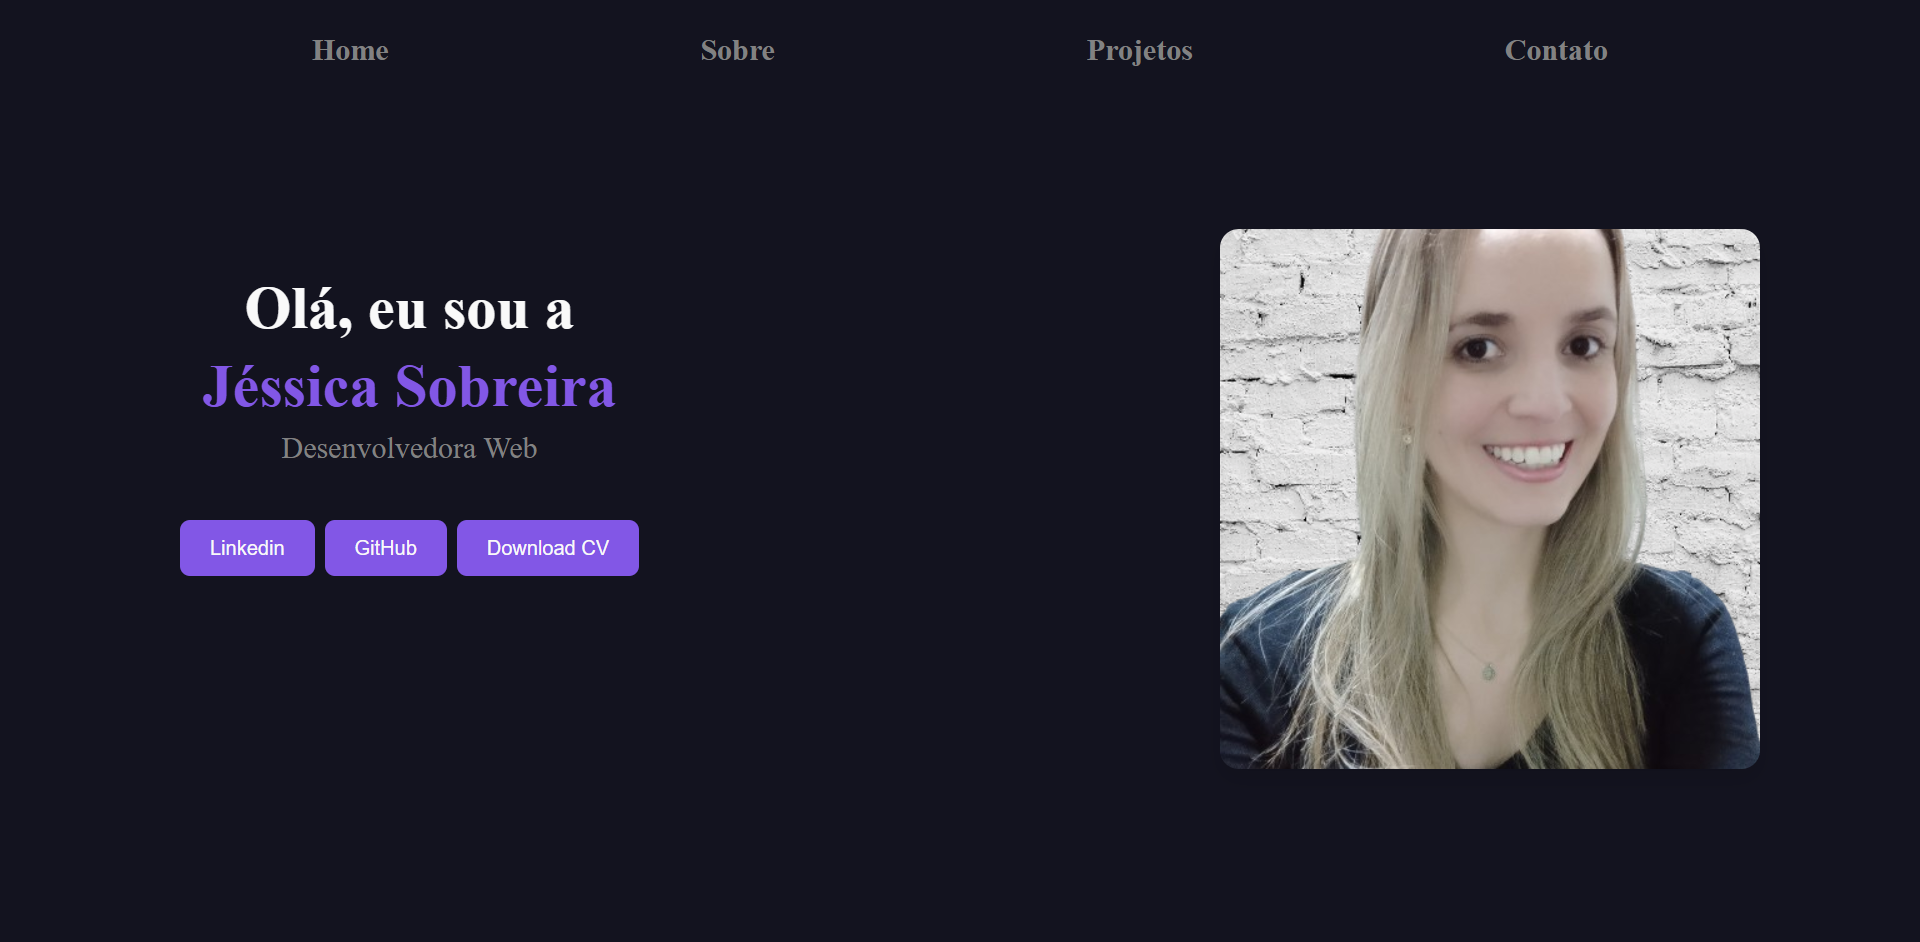 Home Sobre Projetos Contato
Olá, eu sou a
Jéssica Sobreira
Desenvolvedora Web
Linkedin GitHub Download CV